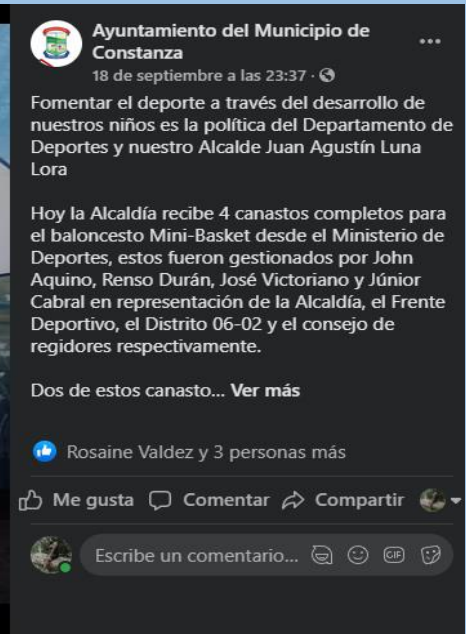 Ayuntamiento del Municipio de
Constanza
18 de septiembre a las 23:37 ·
Fomentar el deporte a través del desarrollo de
nuestros niños es la política del Departamento de
Deportes y nuestro Alcalde Juan Agustín Luna
Lora
Hoy la Alcaldía recibe 4 canastos completos para
el baloncesto Mini-Basket desde el Ministerio de
Deportes, estos fueron gestionados por John
Aquino, Renso Durán, José Victoriano y Júnior
Cabral en representación de la Alcaldía, el Frente
Deportivo, el Distrito 06-02 y el consejo de
regidores respectivamente.
Dos de estos canasto... Ver más
Rosaine Valdez y 3 personas más
Me gusta Comentar Compartir
Escribe un comentario... GIF